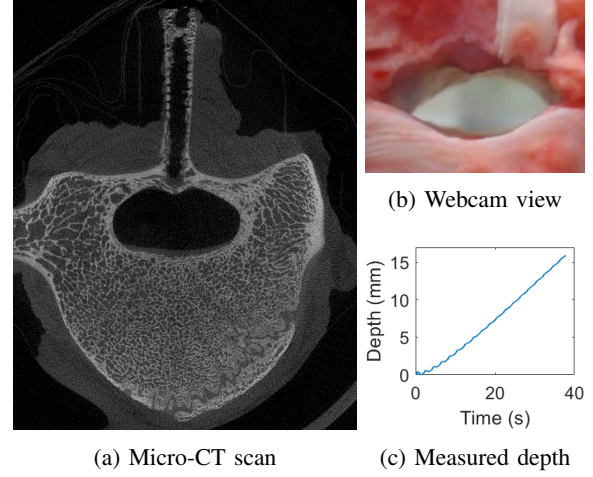 (b) Webcam view
15
10
5
0
Depth (mm)
0 20 40
Time (s)
(a) Micro-CT scan
(c) Measured depth